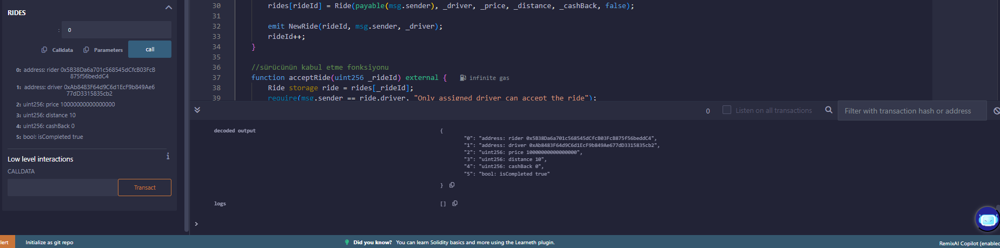 RIDES
: 0
Calldata Parameters call
0: address: rider 0x5B38Da6a701c568545dCfcB03FcB
875f56beddC4
1: address: driver 0xAb8483F64d9C6d1EcF9b849Ae6
77dD3315835cb2
2: uint256: price 10000000000000000
3: uint256: distance 10
4: uint256: cashBack 0
5: bool: isCompleted true
Low level interactions i
CALLDATA
Transact
30 rides[rideId] = Ride(payable(msg.sender), _driver, _price, _distance, _cashBack, false);
31
32 emit NewRide(rideId, msg.sender, _driver);
33 rideId++;
34 }
35
36 //sürücünün kabul etme fonksiyonu
37 function acceptRide(uint256 _rideId) external { infinite gas
38 Ride storage ride = rides[_rideId];
39 require(msg.sender == ride.driver, "Only assigned driver can accept the ride");
0 Listen on all transactions Filter with transaction hash or address
decoded output {
"0": "address: rider 0x5B38Da6a701c568545dCfcB03FcB875f56beddC4",
"1": "address: driver 0xAb8483F64d9C6d1EcF9b849Ae677dD3315835cb2",
"2": "uint256: price 10000000000000000",
"3": "uint256: distance 10",
"4": "uint256: cashBack 0",
"5": "bool: isCompleted true"
}
logs []
>
lert Initialize as git repo Did you know? You can learn Solidity basics and more using the Learneth plugin. RemixAI Copilot (enabled